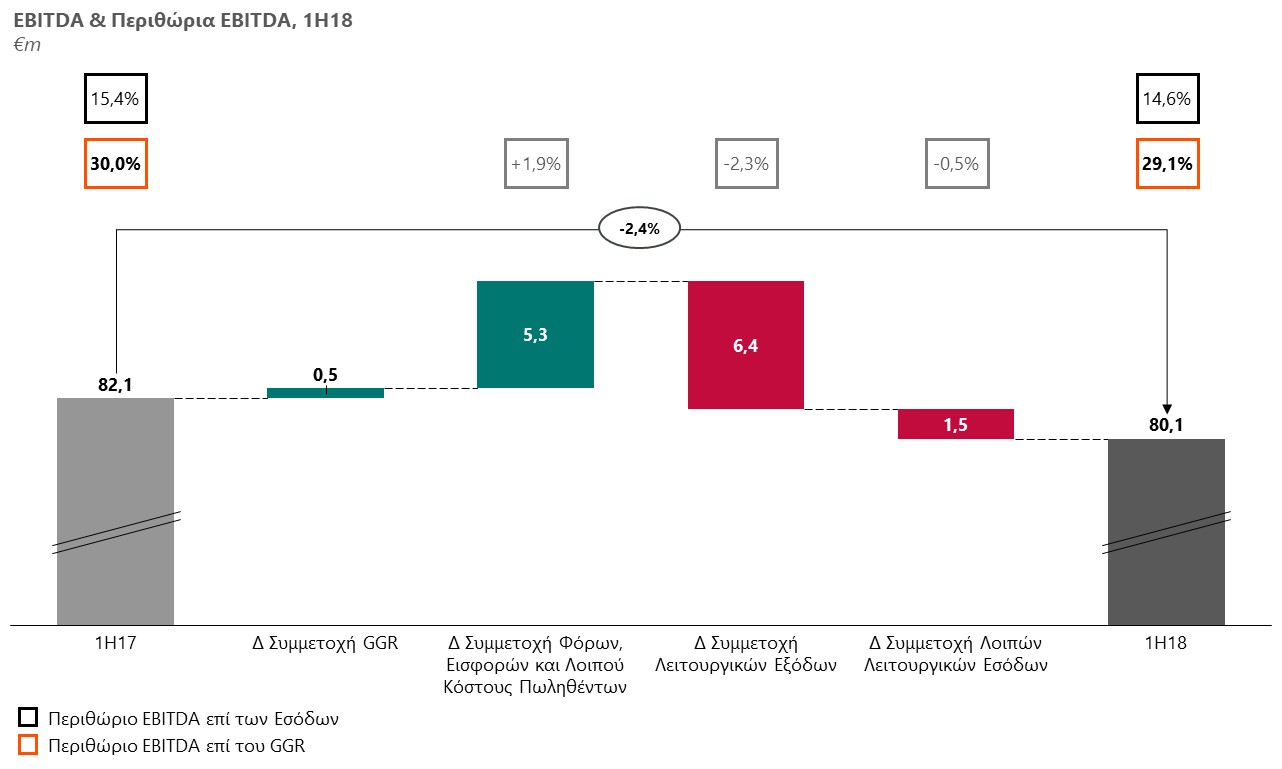 EBITDA & Περιθώρια EBITDA, 1H18
€m
15,4%
14,6%
30,0%
+1,9%
-2,3%
-0,5%
29,1%
-2,4%
82,1
0,5
5,3
6,4
1,5
80,1
1H17
Δ Συμμετοχή GGR
Δ Συμμετοχή Φόρων,
Εισφορών και Λοιπού
Κόστους Πωληθέντων
Δ Συμμετοχή
Λειτουργικών Εξόδων
Δ Συμμετοχή Λοιπών
Λειτουργικών Εσόδων
1H18
Περιθώριο EBITDA επί των Εσόδων
Περιθώριο EBITDA επί του GGR